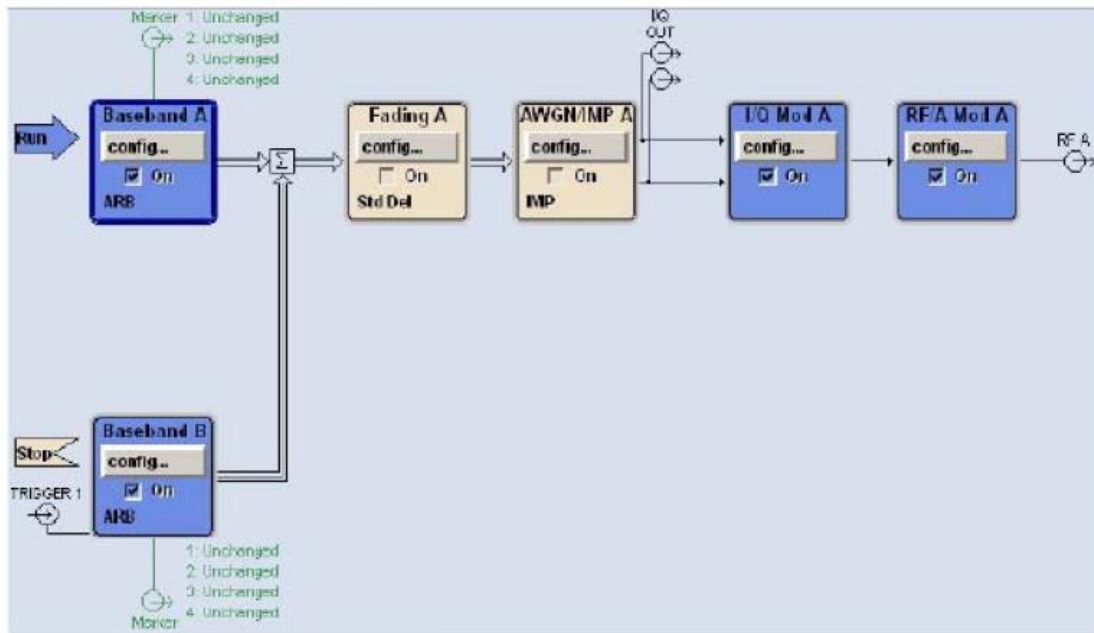 Marker 1: Unchanged
2: Unchanged
3: Unchanged
4: Unchanged
I/Q
OUT
Run
Baseband A
config...
On
ARB
Σ
Fading A
config...
On
Std Del
AWGN/IMP A
config...
On
IMP
I/Q Mod A
config...
On
RF/A Mod A
config...
On
RF A
Stop
TRIGGER 1
Baseband B
config...
On
ARB
1: Unchanged
2: Unchanged
3: Unchanged
4: Unchanged
Marker